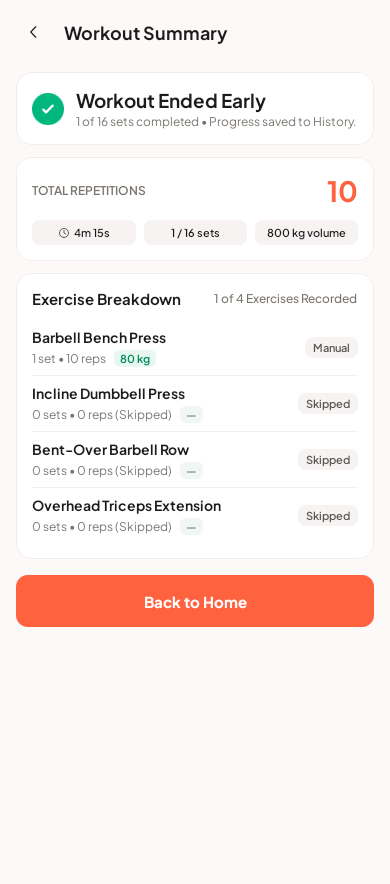 Workout Summary
Workout Ended Early
1 of 16 sets completed • Progress saved to History.
TOTAL REPETITIONS
10
4m 15s
1 / 16 sets
800 kg volume
Exercise Breakdown
1 of 4 Exercises Recorded
Barbell Bench Press
1 set • 10 reps 80 kg
Manual
Incline Dumbbell Press
0 sets • 0 reps (Skipped) —
Skipped
Bent-Over Barbell Row
0 sets • 0 reps (Skipped) —
Skipped
Overhead Triceps Extension
0 sets • 0 reps (Skipped) —
Skipped
Back to Home